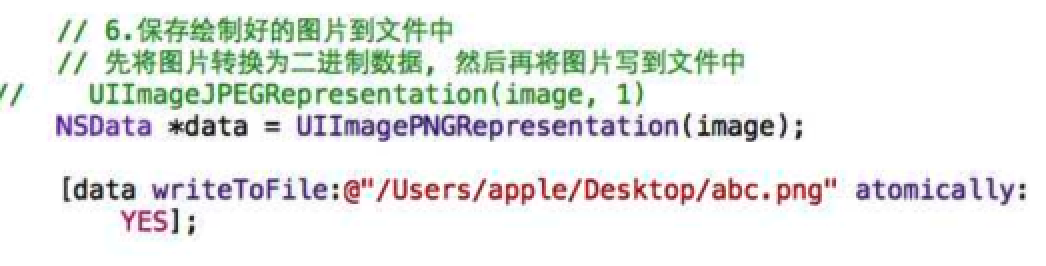 // 6.保存绘制好的图片到文件中
// 先将图片转换为二进制数据, 然后再将图片写到文件中
// UIImageJPEGRepresentation(image, 1)
NSData *data = UIImagePNGRepresentation(image);
[data writeToFile:@"/Users/apple/Desktop/abc.png" atomically:
YES];